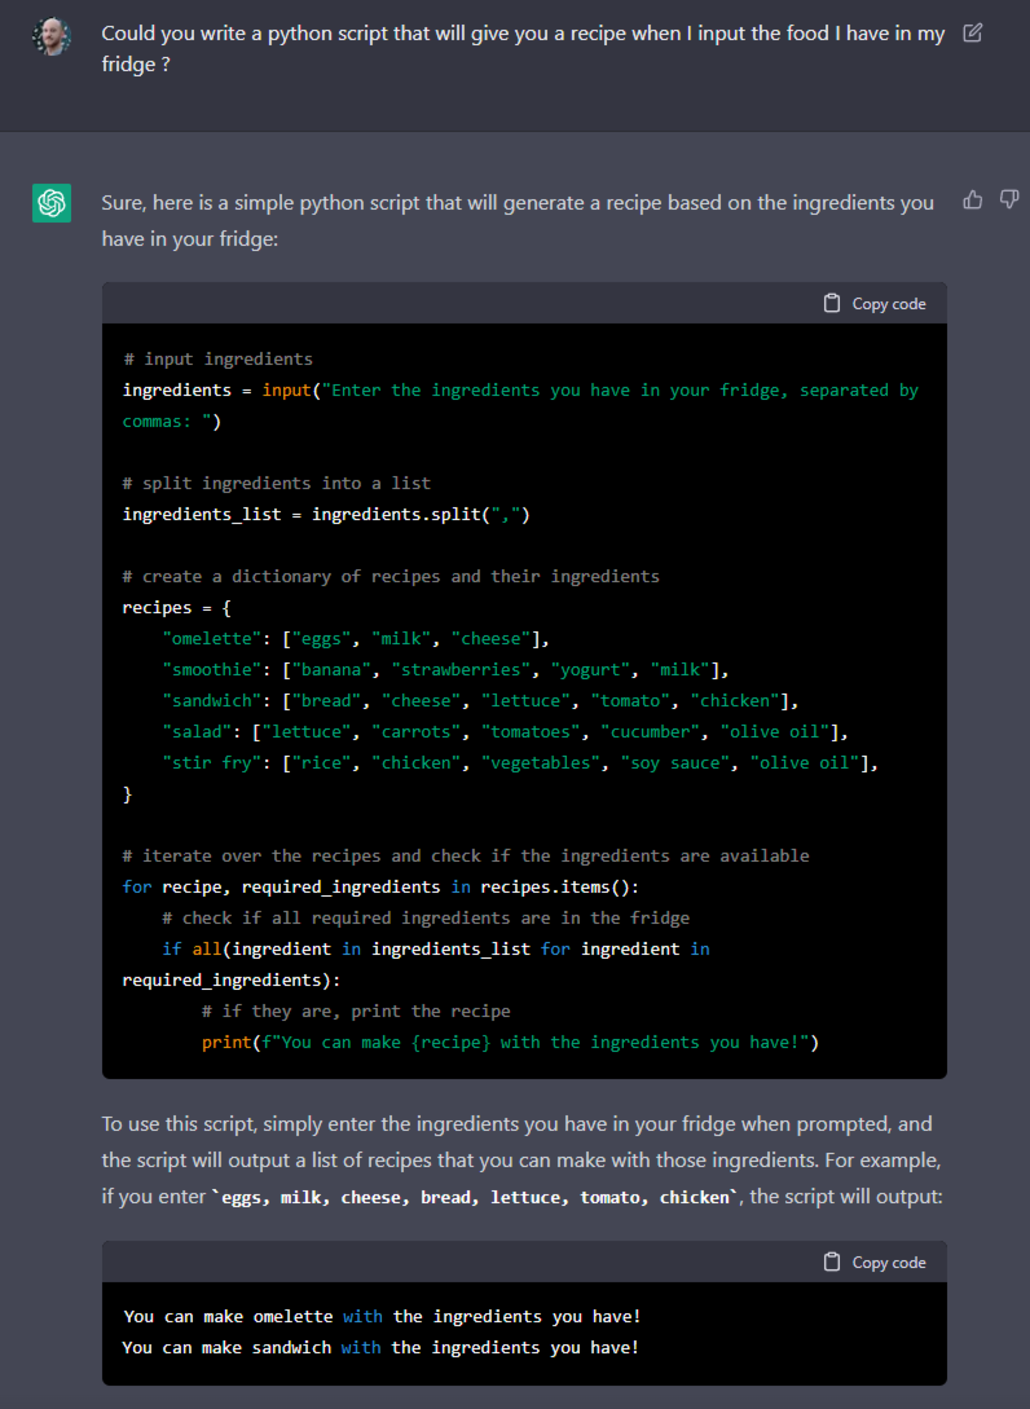 Could you write a python script that will give you a recipe when I input the food I have in my
fridge ?
Sure, here is a simple python script that will generate a recipe based on the ingredients you
have in your fridge:
Copy code
# input ingredients
ingredients = input("Enter the ingredients you have in your fridge, separated by
commas: ")
# split ingredients into a list
ingredients_list = ingredients.split(",")
# create a dictionary of recipes and their ingredients
recipes = {
    "omelette": ["eggs", "milk", "cheese"],
    "smoothie": ["banana", "strawberries", "yogurt", "milk"],
    "sandwich": ["bread", "cheese", "lettuce", "tomato", "chicken"],
    "salad": ["lettuce", "carrots", "tomatoes", "cucumber", "olive oil"],
    "stir fry": ["rice", "chicken", "vegetables", "soy sauce", "olive oil"],
}
# iterate over the recipes and check if the ingredients are available
for recipe, required_ingredients in recipes.items():
    # check if all required ingredients are in the fridge
    if all(ingredient in ingredients_list for ingredient in
required_ingredients):
        # if they are, print the recipe
        print(f"You can make {recipe} with the ingredients you have!")
To use this script, simply enter the ingredients you have in your fridge when prompted, and
the script will output a list of recipes that you can make with those ingredients. For example,
if you enter `eggs, milk, cheese, bread, lettuce, tomato, chicken`, the script will output:
Copy code
You can make omelette with the ingredients you have!
You can make sandwich with the ingredients you have!